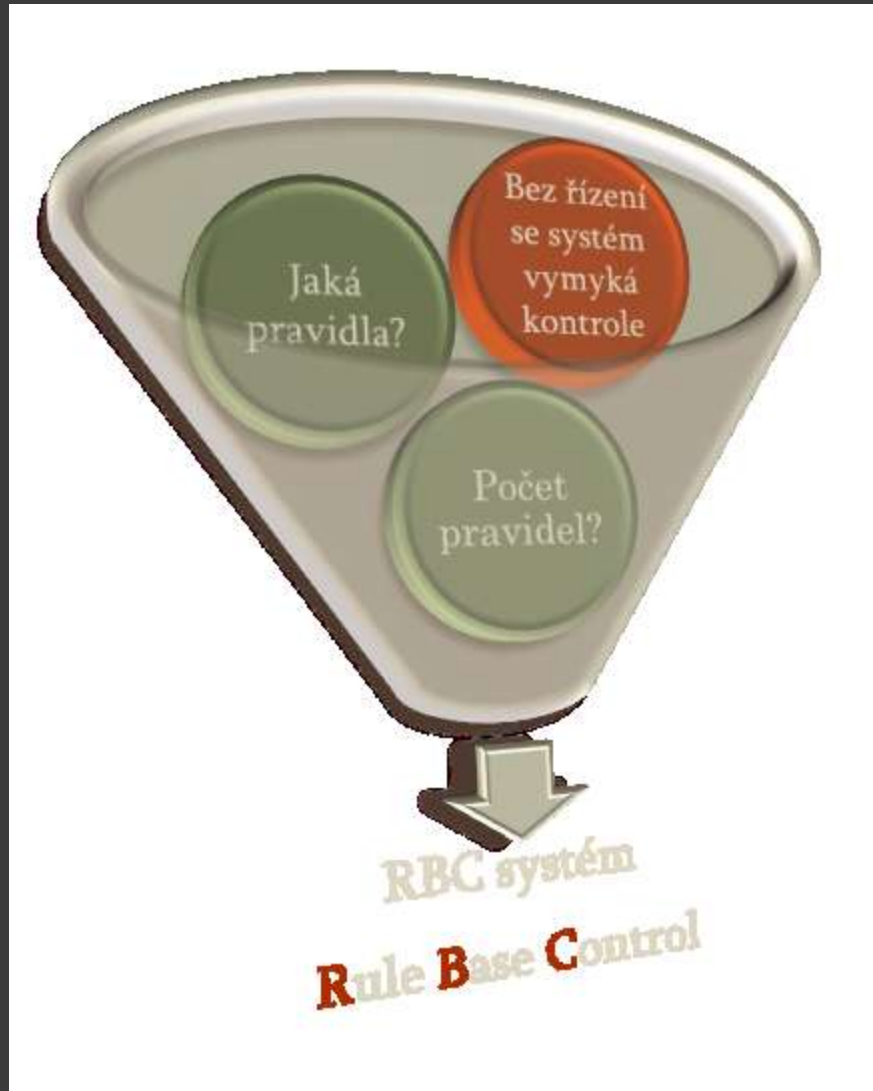 Jaká
pravidla?
Bez řízení
se systém
vymyká
kontrole
Počet
pravidel?
RBC systém
Rule Base Control